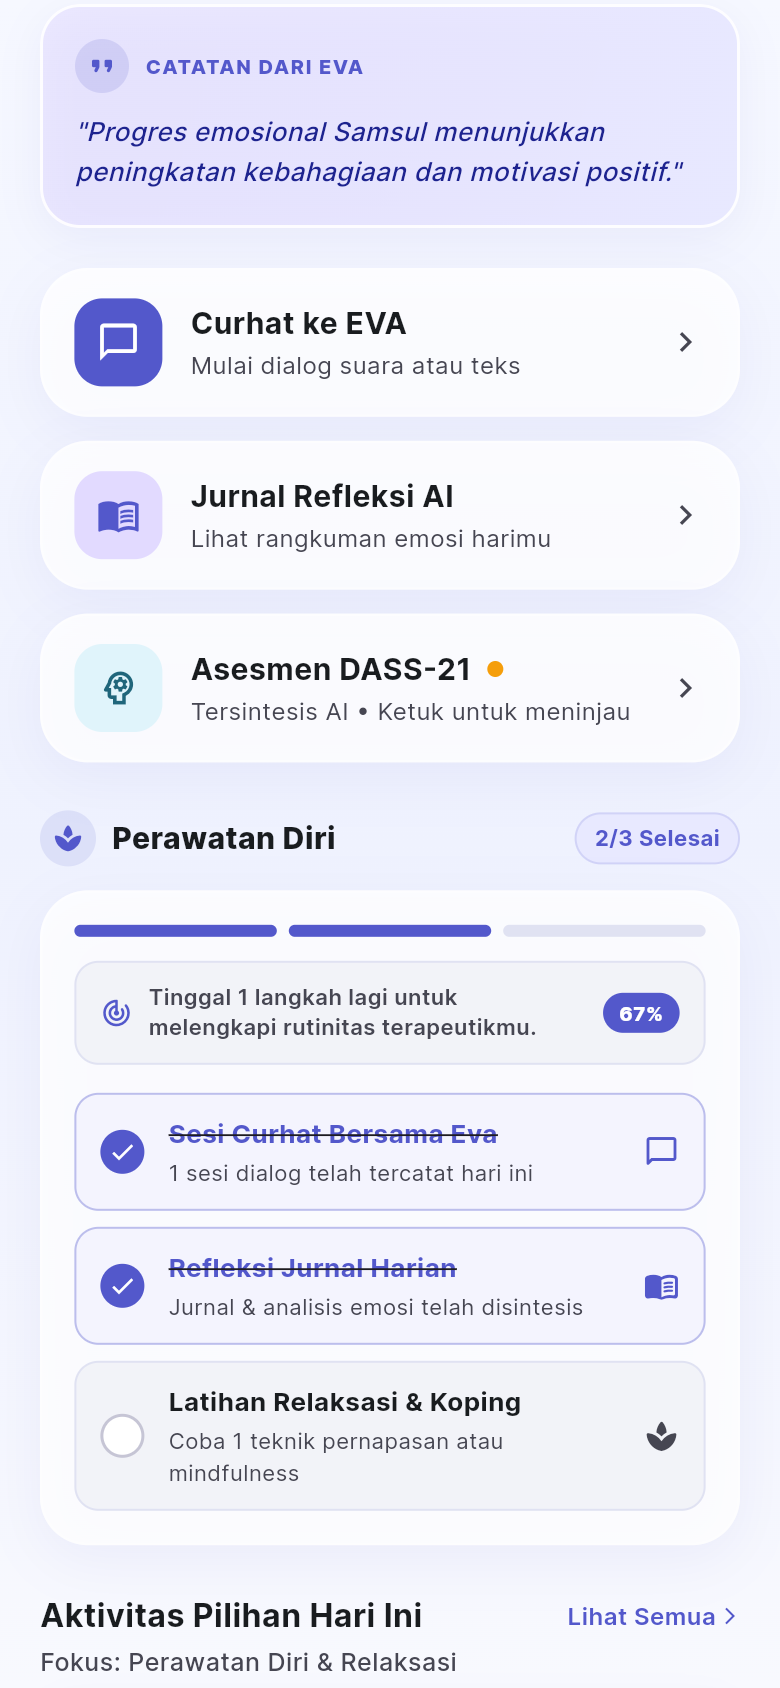 CATATAN DARI EVA
"Progres emosional Samsul menunjukkan
peningkatan kebahagiaan dan motivasi positif."
Curhat ke EVA
Mulai dialog suara atau teks
Jurnal Refleksi AI
Lihat rangkuman emosi harimu
Asesmen DASS-21
Tersintesis AI • Ketuk untuk meninjau
Perawatan Diri
2/3 Selesai
Tinggal 1 langkah lagi untuk
melengkapi rutinitas terapeutikmu.
67%
Sesi Curhat Bersama Eva
1 sesi dialog telah tercatat hari ini
Refleksi Jurnal Harian
Jurnal & analisis emosi telah disintesis
Latihan Relaksasi & Koping
Coba 1 teknik pernapasan atau
mindfulness
Aktivitas Pilihan Hari Ini
Lihat Semua
Fokus: Perawatan Diri & Relaksasi